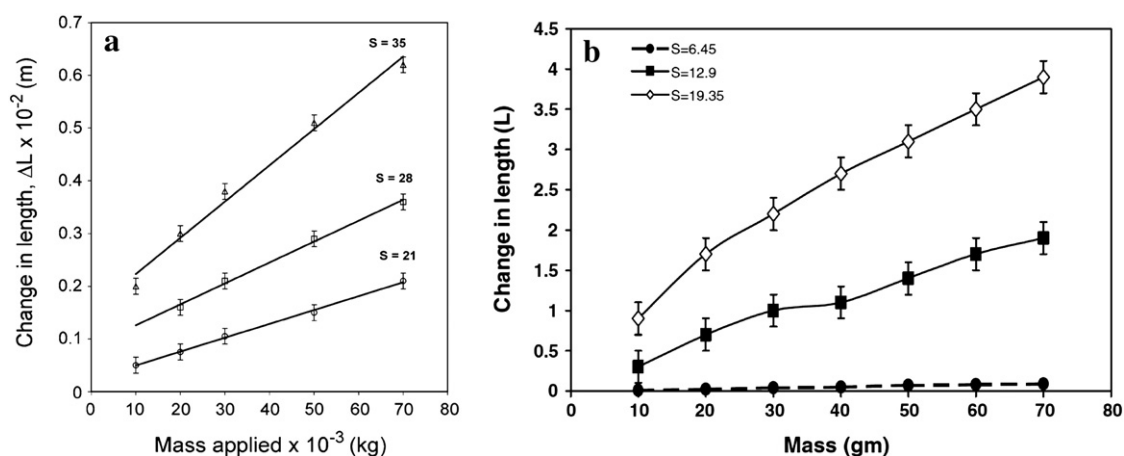 a
Change in length, ΔL x 10⁻² (m)
0.7
0.6
0.5
0.4
0.3
0.2
0.1
0
S = 35
S = 28
S = 21
0 10 20 30 40 50 60 70 80
Mass applied x 10⁻³ (kg)
b
Change in length (L)
4.5
4
3.5
3
2.5
2
1.5
1
0.5
0
S=6.45
S=12.9
S=19.35
0 10 20 30 40 50 60 70 80
Mass (gm)